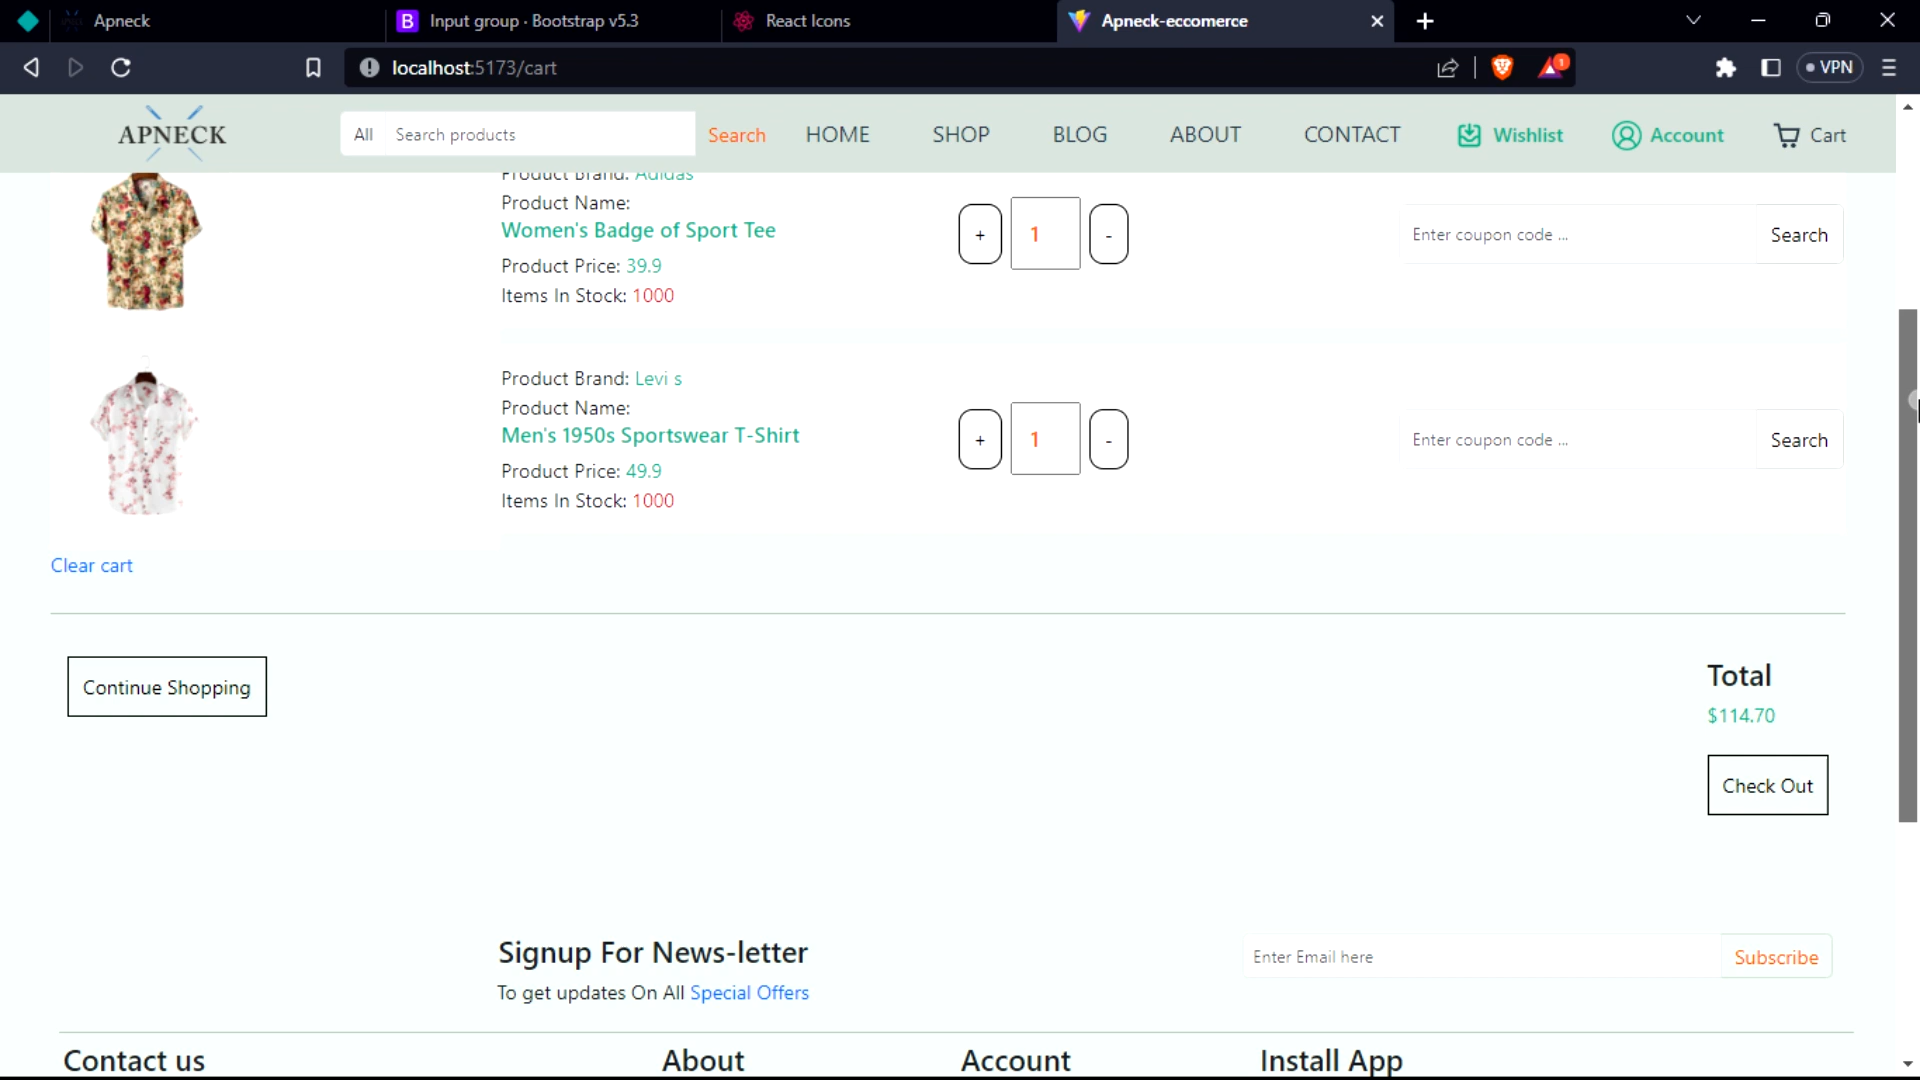 Apneck
Input group · Bootstrap v5.3
React Icons
Apneck-eccomerce
localhost:5173/cart
1
VPN
APNECK
All
Search products
Search
HOME
SHOP
BLOG
ABOUT
CONTACT
Wishlist
Account
Cart
Product Brand: Adidas
Product Name:
Women's Badge of Sport Tee
Product Price: 39.9
Items In Stock: 1000
+
1
-
Enter coupon code ...
Search
Product Brand: Levi s
Product Name:
Men's 1950s Sportswear T-Shirt
Product Price: 49.9
Items In Stock: 1000
+
1
-
Enter coupon code ...
Search
Clear cart
Continue Shopping
Total
$114.70
Check Out
Signup For News-letter
To get updates On All Special Offers
Enter Email here
Subscribe
Contact us
About
Account
Install App